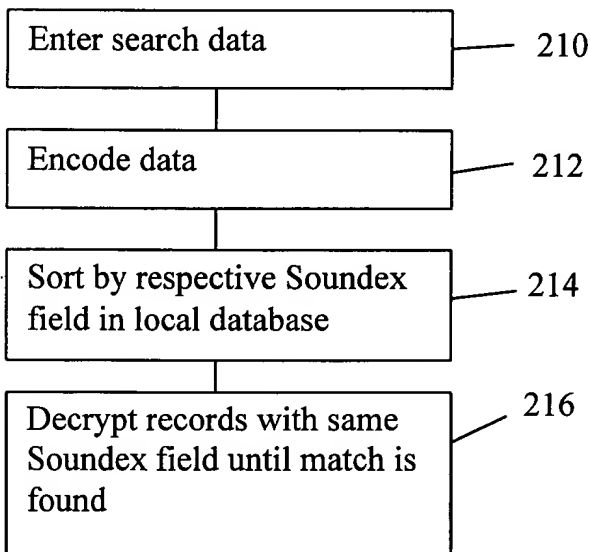 Enter search data
210
Encode data
212
Sort by respective Soundex
field in local database
214
Decrypt records with same
Soundex field until match is
found
216